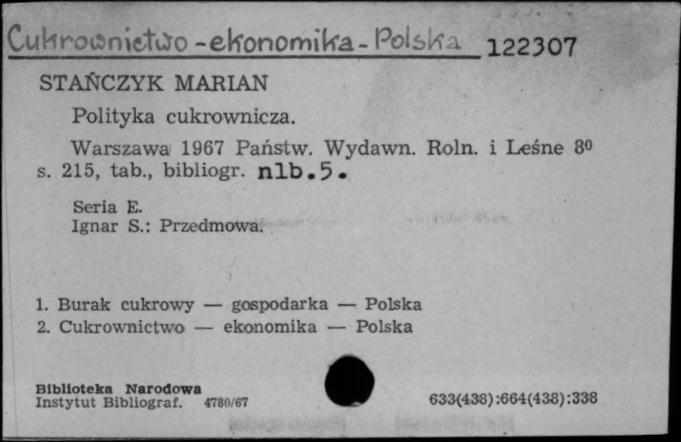 Cukrownictwo - ekonomika - Polska 122307
STAŃCZYK MARIAN
Polityka cukrownicza.
Warszawa 1967 Państw. Wydawn. Roln. i Leśne 8⁰
s. 215, tab., bibliogr. nlb. 5.
Seria E.
Ignar S.: Przedmowa.
1. Burak cukrowy — gospodarka — Polska
2. Cukrownictwo — ekonomika — Polska
Biblioteka Narodowa
Instytut Bibliograf. 4780/67 633(438):664(438):338